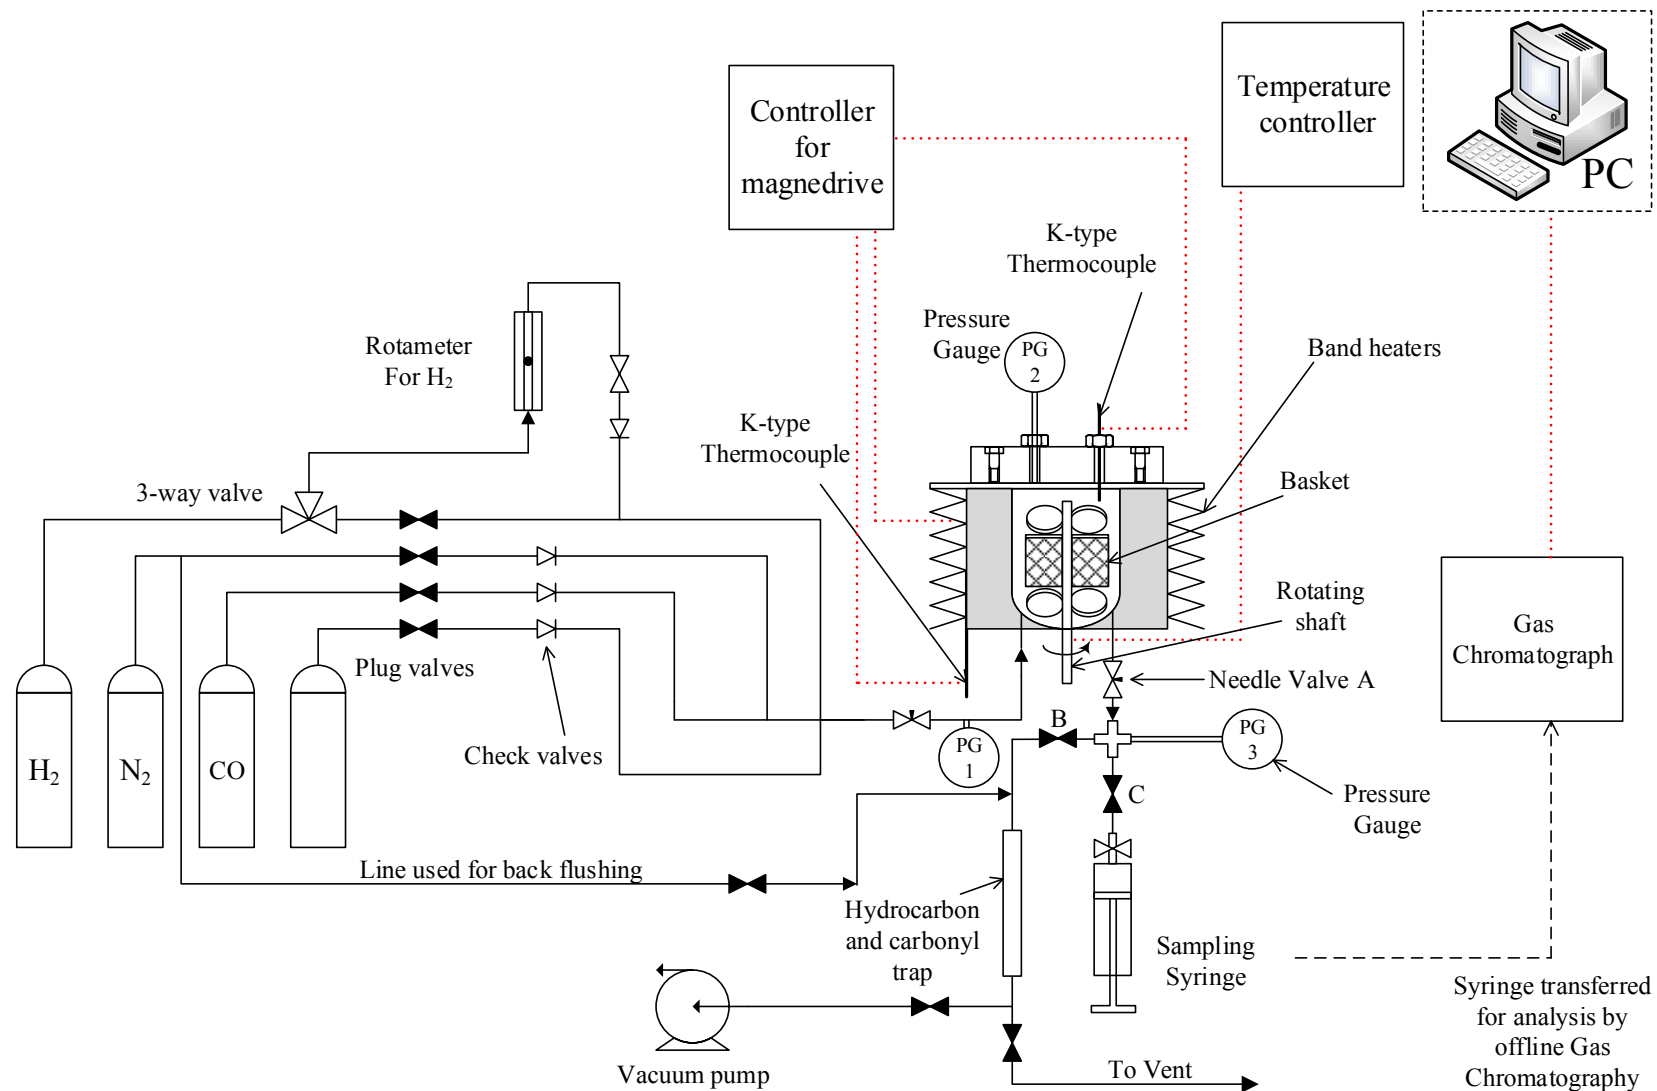 Controller
for
magnedrive
Temperature
controller
PC
K-type
Thermocouple
Pressure
Gauge
PG
2
Band heaters
Rotameter
For H₂
K-type
Thermocouple
3-way valve
Basket
Rotating
shaft
Gas
Chromatograph
Plug valves
Needle Valve A
B
Check valves
PG
1
PG
3
H₂
N₂
CO
C
Pressure
Gauge
Line used for back flushing
Hydrocarbon
and carbonyl
trap
Sampling
Syringe
Syringe transferred
for analysis by
offline Gas
Chromatography
Vacuum pump
To Vent